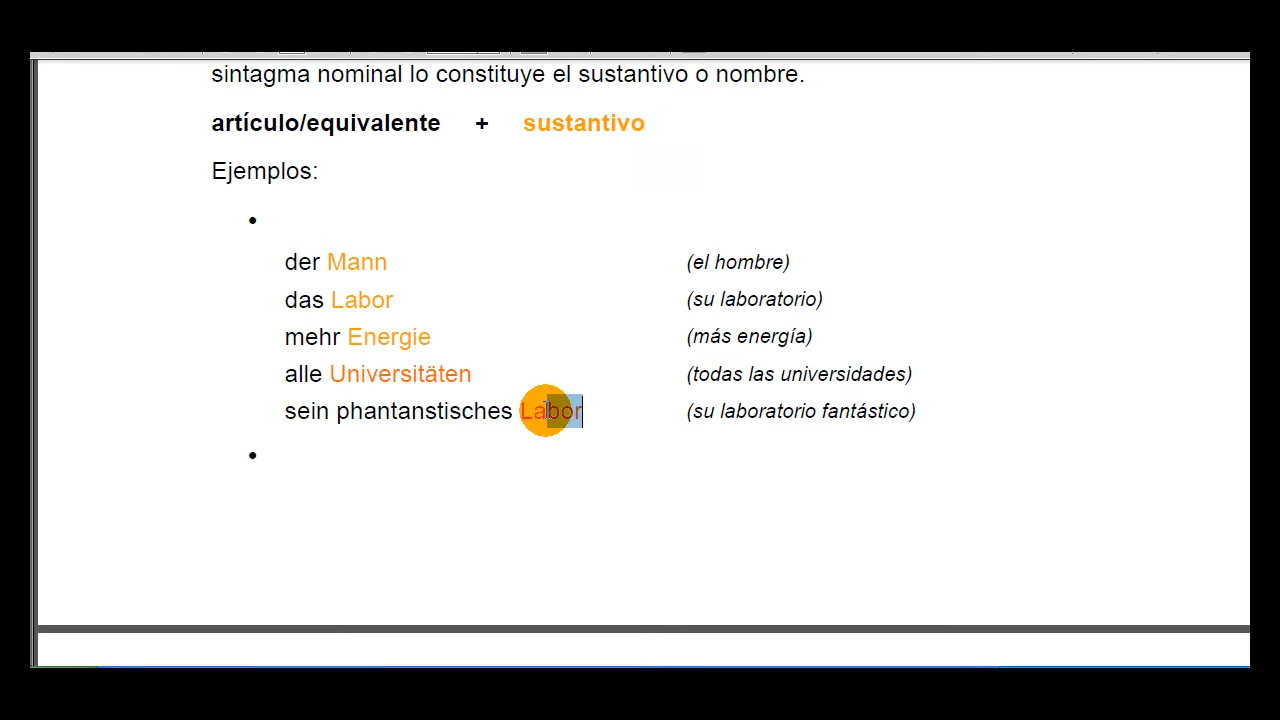 sintagma nominal lo constituye el sustantivo o nombre.
artículo/equivalente + sustantivo
Ejemplos:
der Mann (el hombre)
das Labor (su laboratorio)
mehr Energie (más energía)
alle Universitäten (todas las universidades)
sein phantanstisches Labor (su laboratorio fantástico)